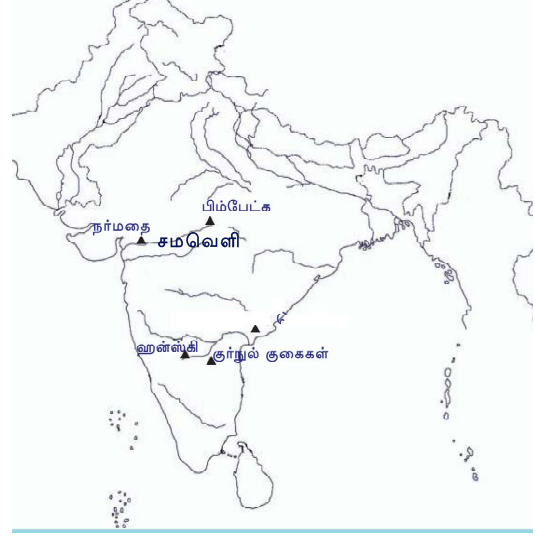 பிம்பேட்க
நர்மதை
சமவெளி
ஹன்ஸ்கி
குர்நுல் குகைகள்